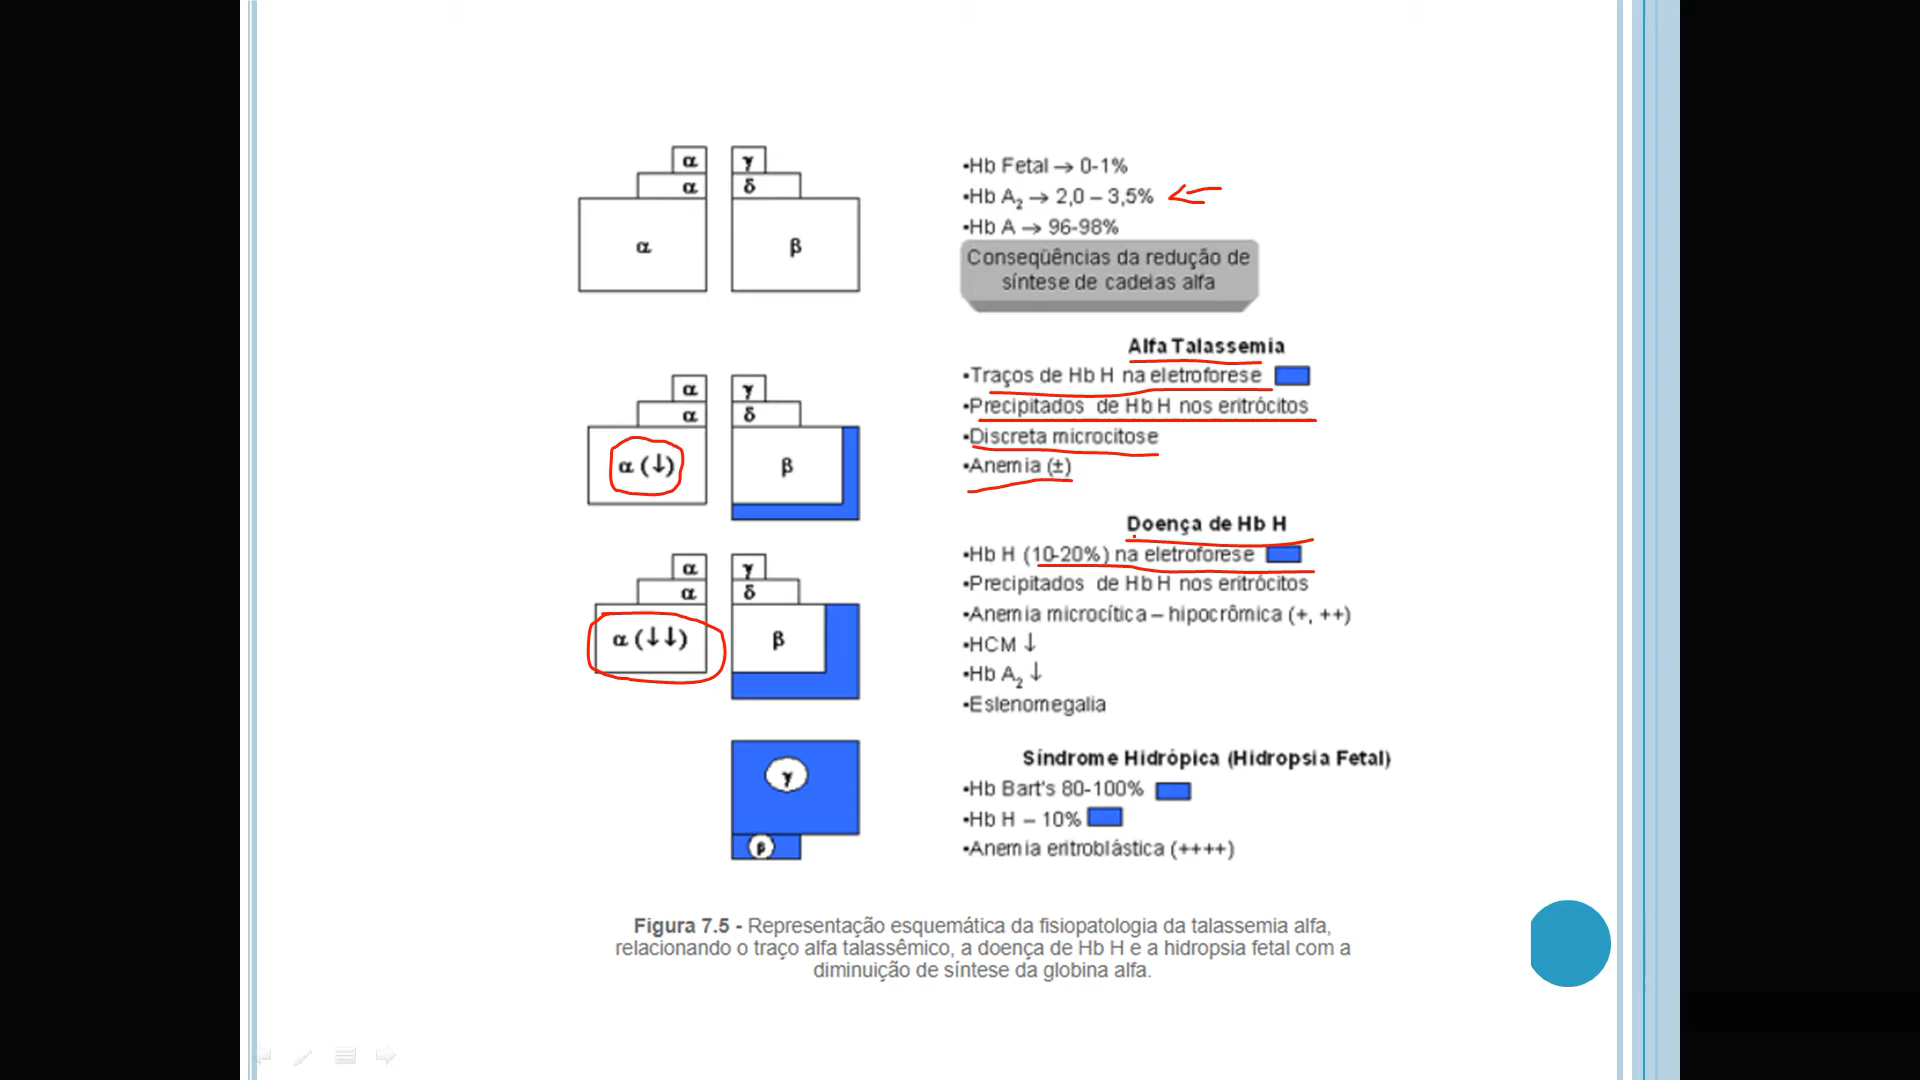 α γ
α δ
α β
•Hb Fetal → 0-1%
•Hb A₂ → 2,0 – 3,5%
•Hb A → 96-98%
Conseqüências da redução de
síntese de cadeias alfa
Alfa Talassemia
α γ
α δ
α (↓) β
•Traços de Hb H na eletroforese
•Precipitados de Hb H nos eritrócitos
•Discreta microcitose
•Anemia (±)
Doença de Hb H
α γ
α δ
α (↓↓) β
•Hb H (10-20%) na eletroforese
•Precipitados de Hb H nos eritrócitos
•Anemia microcítica – hipocrômica (+, ++)
•HCM ↓
•Hb A₂ ↓
•Eslenomegalia
Síndrome Hidrópica (Hidropsia Fetal)
γ
β
•Hb Bart's 80-100%
•Hb H – 10%
•Anemia eritroblástica (++++)
Figura 7.5 - Representação esquemática da fisiopatologia da talassemia alfa,
relacionando o traço alfa talassêmico, a doença de Hb H e a hidropsia fetal com a
diminuição de síntese da globina alfa.